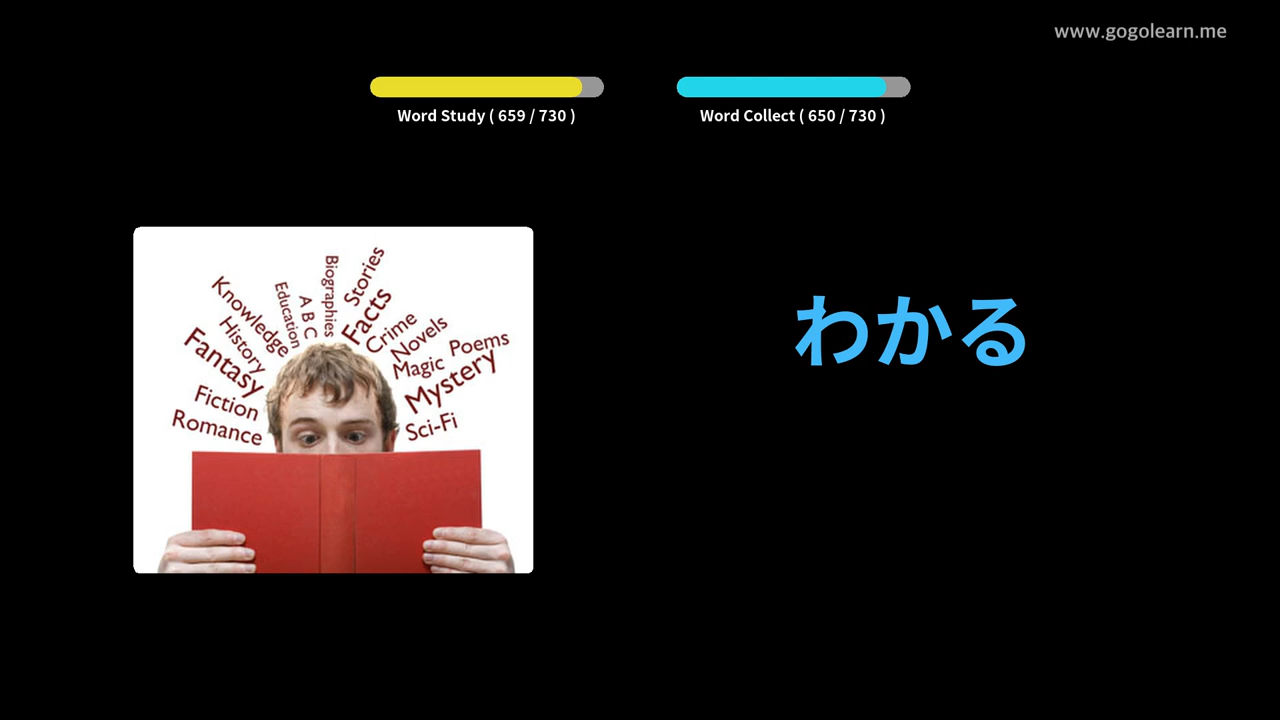 www.gogolearn.me
Word Study ( 659 / 730 )
Word Collect ( 650 / 730 )
Romance
Fiction
Fantasy
History
Knowledge
Education
A B C
Biographies
Stories
Facts
Crime
Novels
Magic
Poems
Mystery
Sci-Fi
わかる